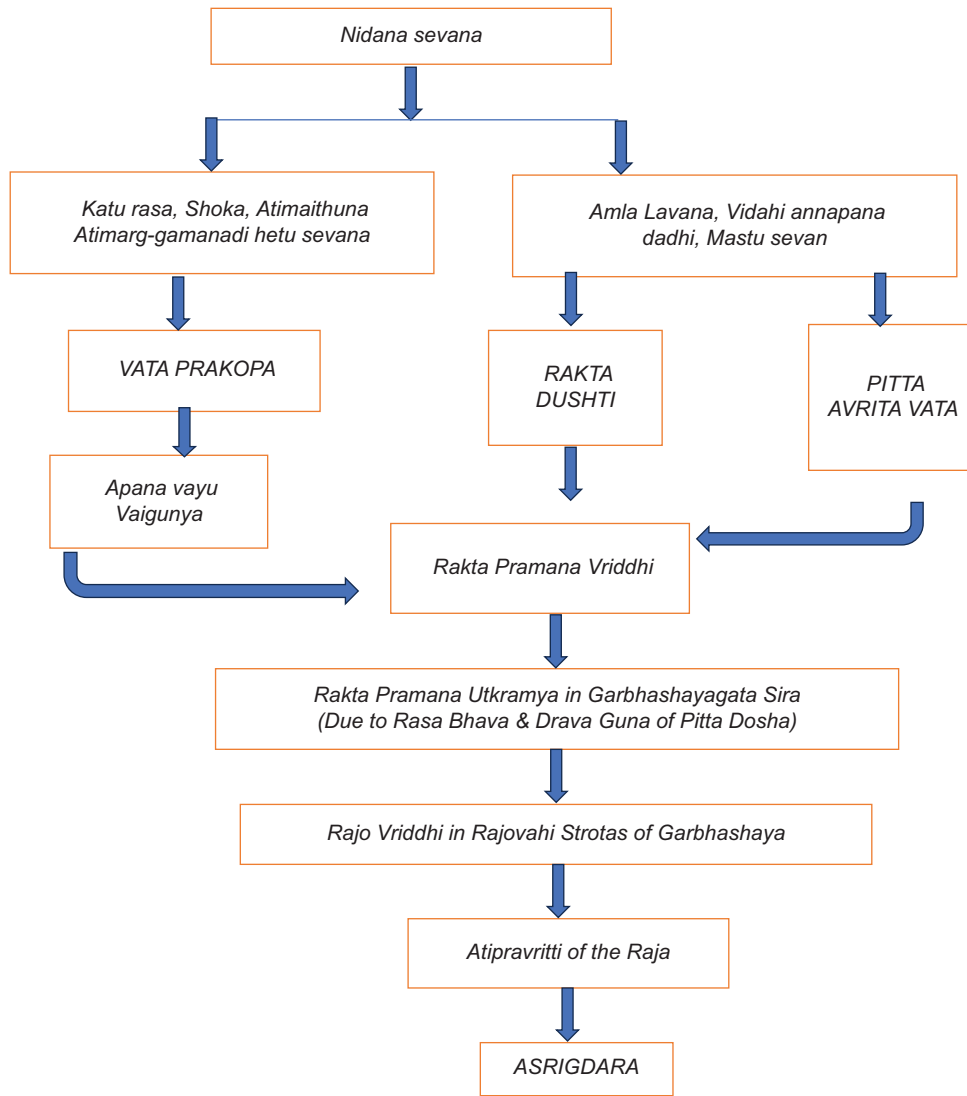 Nidana sevana
Katu rasa, Shoka, Atimaithuna
Atimarg-gamanadi hetu sevana
Amla Lavana, Vidahi annapana
dadhi, Mastu sevan
VATA PRAKOPA
RAKTA
DUSHTI
PITTA
AVRITA VATA
Apana vayu
Vaigunya
Rakta Pramana Vriddhi
Rakta Pramana Utkramya in Garbhashayagata Sira
(Due to Rasa Bhava & Drava Guna of Pitta Dosha)
Rajo Vriddhi in Rajovahi Strotas of Garbhashaya
Atipravritti of the Raja
ASRIGDARA